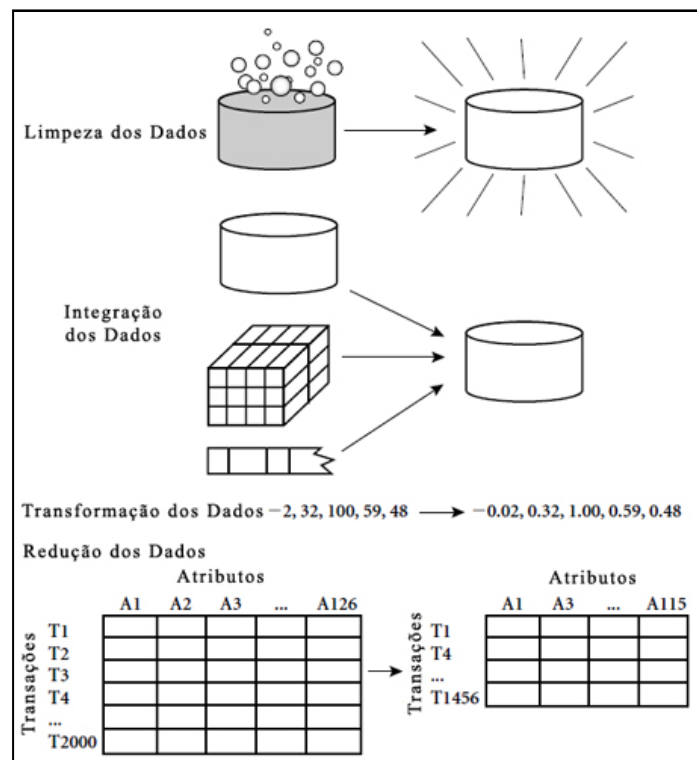 Limpeza dos Dados
Integração
dos Dados
Transformação dos Dados −2, 32, 100, 59, 48 −0.02, 0.32, 1.00, 0.59, 0.48
Redução dos Dados
Atributos
A1 A2 A3 ... A126
Transações
T1
T2
T3
T4
...
T2000
Atributos
A1 A3 ... A115
Transações
T1
T4
...
T1456